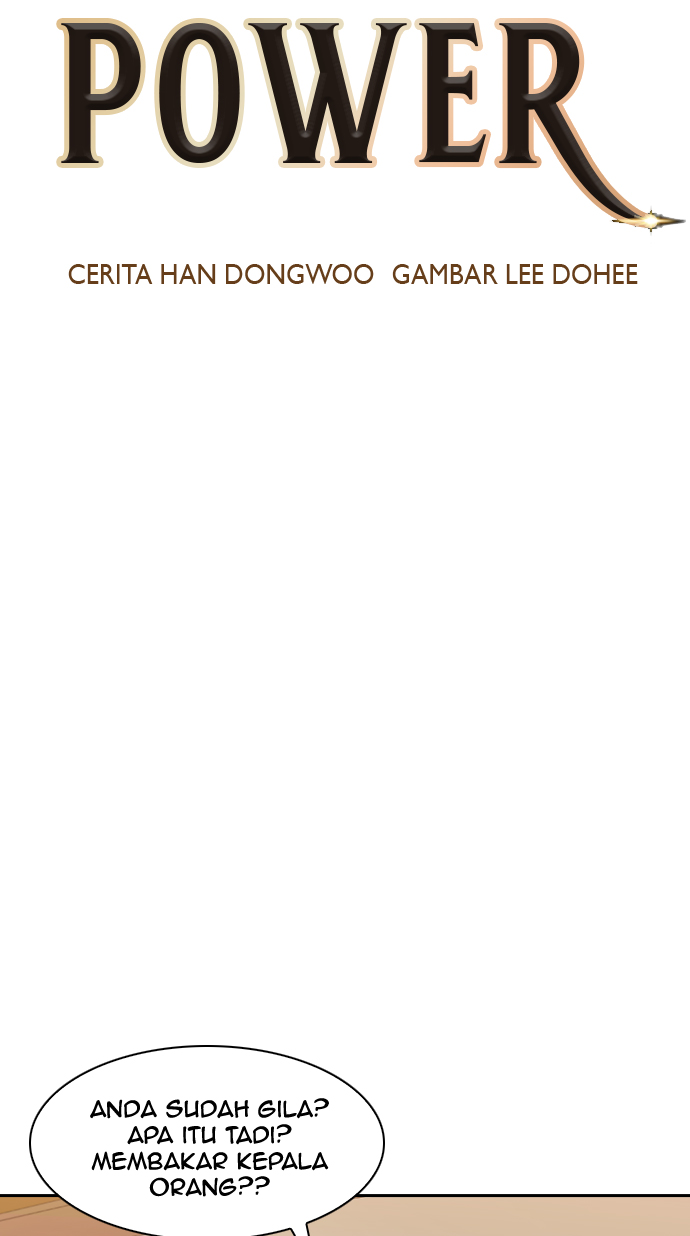 POWER
CERITA HAN DONGWOO GAMBAR LEE DOHEE
ANDA SUDAH GILA?
APA ITU TADI?
MEMBAKAR KEPALA
ORANG??